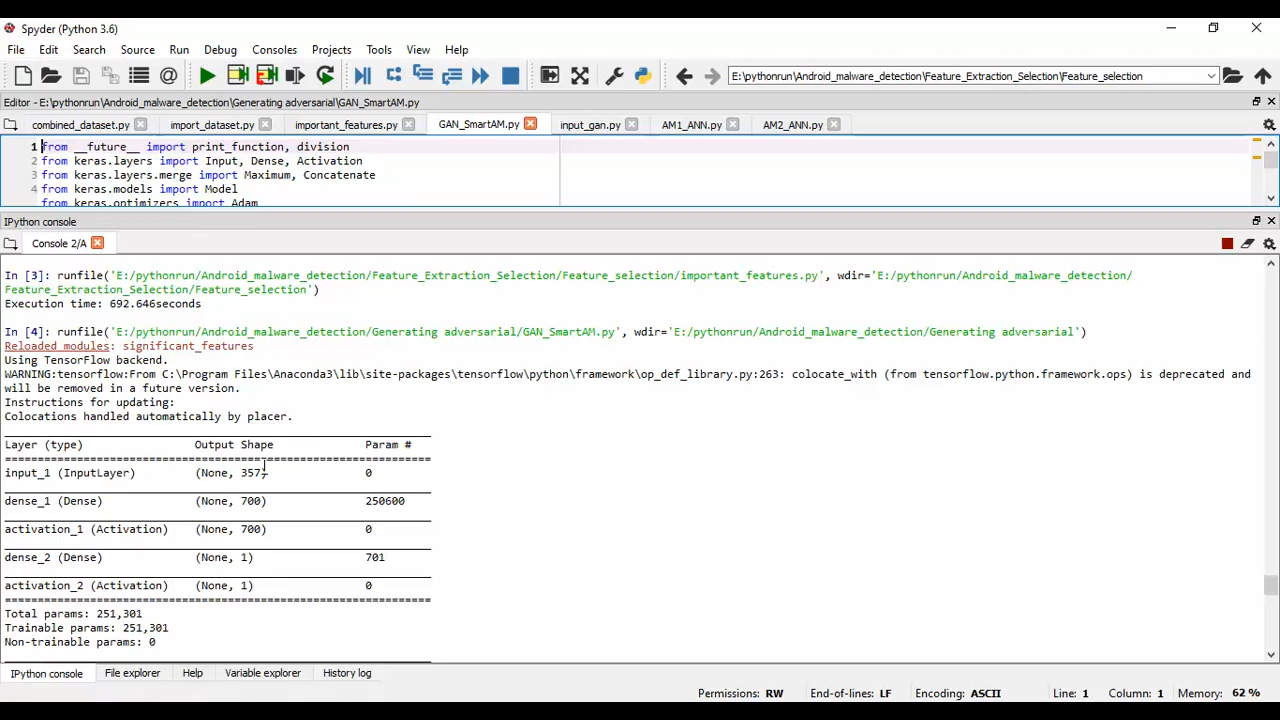 Spyder (Python 3.6)
File Edit Search Source Run Debug Consoles Projects Tools View Help
E:\pythonrun\Android_malware_detection\Feature_Extraction_Selection\Feature_selection
Editor - E:\pythonrun\Android_malware_detection\Generating adversarial\GAN_SmartAM.py
combined_dataset.py import_dataset.py important_features.py GAN_SmartAM.py input_gan.py AM1_ANN.py AM2_ANN.py
1 from __future__ import print_function, division
2 from keras.layers import Input, Dense, Activation
3 from keras.layers.merge import Maximum, Concatenate
4 from keras.models import Model
from keras.optimizers import Adam
IPython console
Console 2/A
In [3]: runfile('E:/pythonrun/Android_malware_detection/Feature_Extraction_Selection/Feature_selection/important_features.py', wdir='E:/pythonrun/Android_malware_detection/
Feature_Extraction_Selection/Feature_selection')
Execution time: 692.646seconds
In [4]: runfile('E:/pythonrun/Android_malware_detection/Generating adversarial/GAN_SmartAM.py', wdir='E:/pythonrun/Android_malware_detection/Generating adversarial')
Reloaded modules: significant_features
Using TensorFlow backend.
WARNING:tensorflow:From C:\Program Files\Anaconda3\lib\site-packages\tensorflow\python\framework\op_def_library.py:263: colocate_with (from tensorflow.python.framework.ops) is deprecated and
will be removed in a future version.
Instructions for updating:
Colocations handled automatically by placer.
Layer (type) Output Shape Param #
=================================================================
input_1 (InputLayer) (None, 357) 0
dense_1 (Dense) (None, 700) 250600
activation_1 (Activation) (None, 700) 0
dense_2 (Dense) (None, 1) 701
activation_2 (Activation) (None, 1) 0
=================================================================
Total params: 251,301
Trainable params: 251,301
Non-trainable params: 0
IPython console File explorer Help Variable explorer History log
Permissions: RW End-of-lines: LF Encoding: ASCII Line: 1 Column: 1 Memory: 62 %